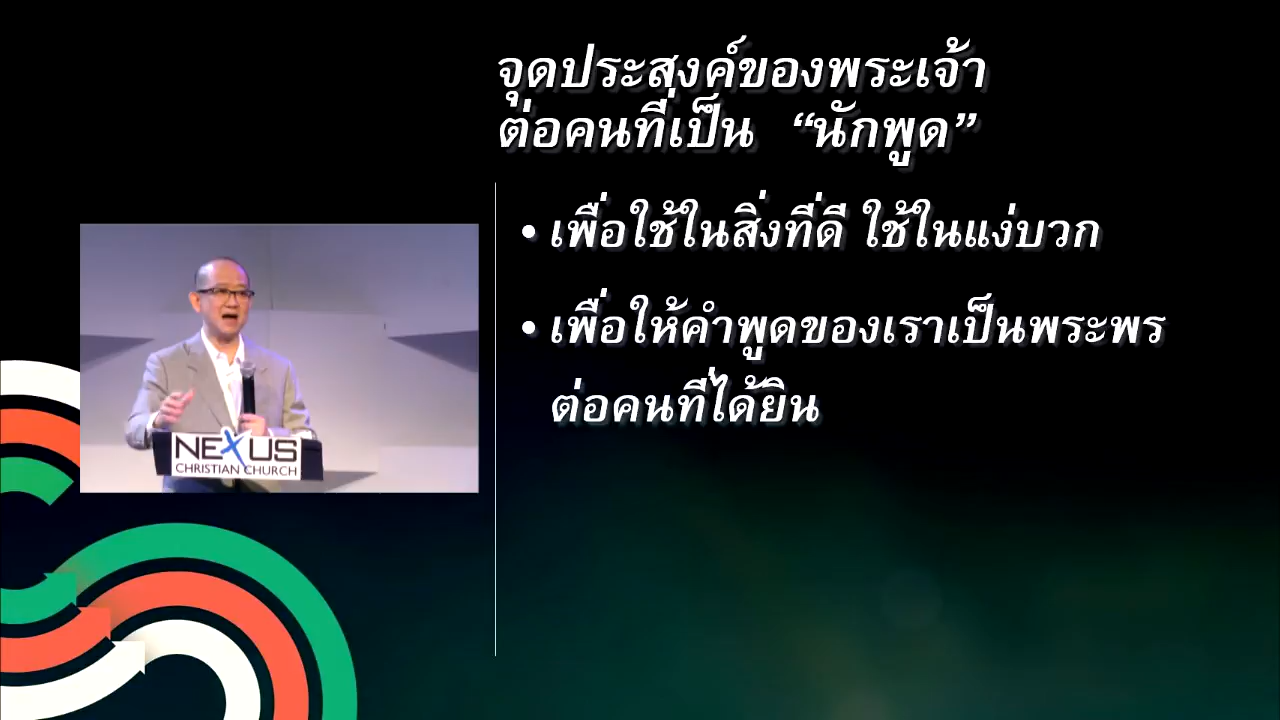 จุดประสงค์ของพระเจ้า
ต่อคนที่เป็น “นักพูด”
• เพื่อใช้ในสิ่งที่ดี ใช้ในแง่บวก
• เพื่อให้คำพูดของเราเป็นพระพร
ต่อคนที่ได้ยิน
NEXUS
CHRISTIAN CHURCH